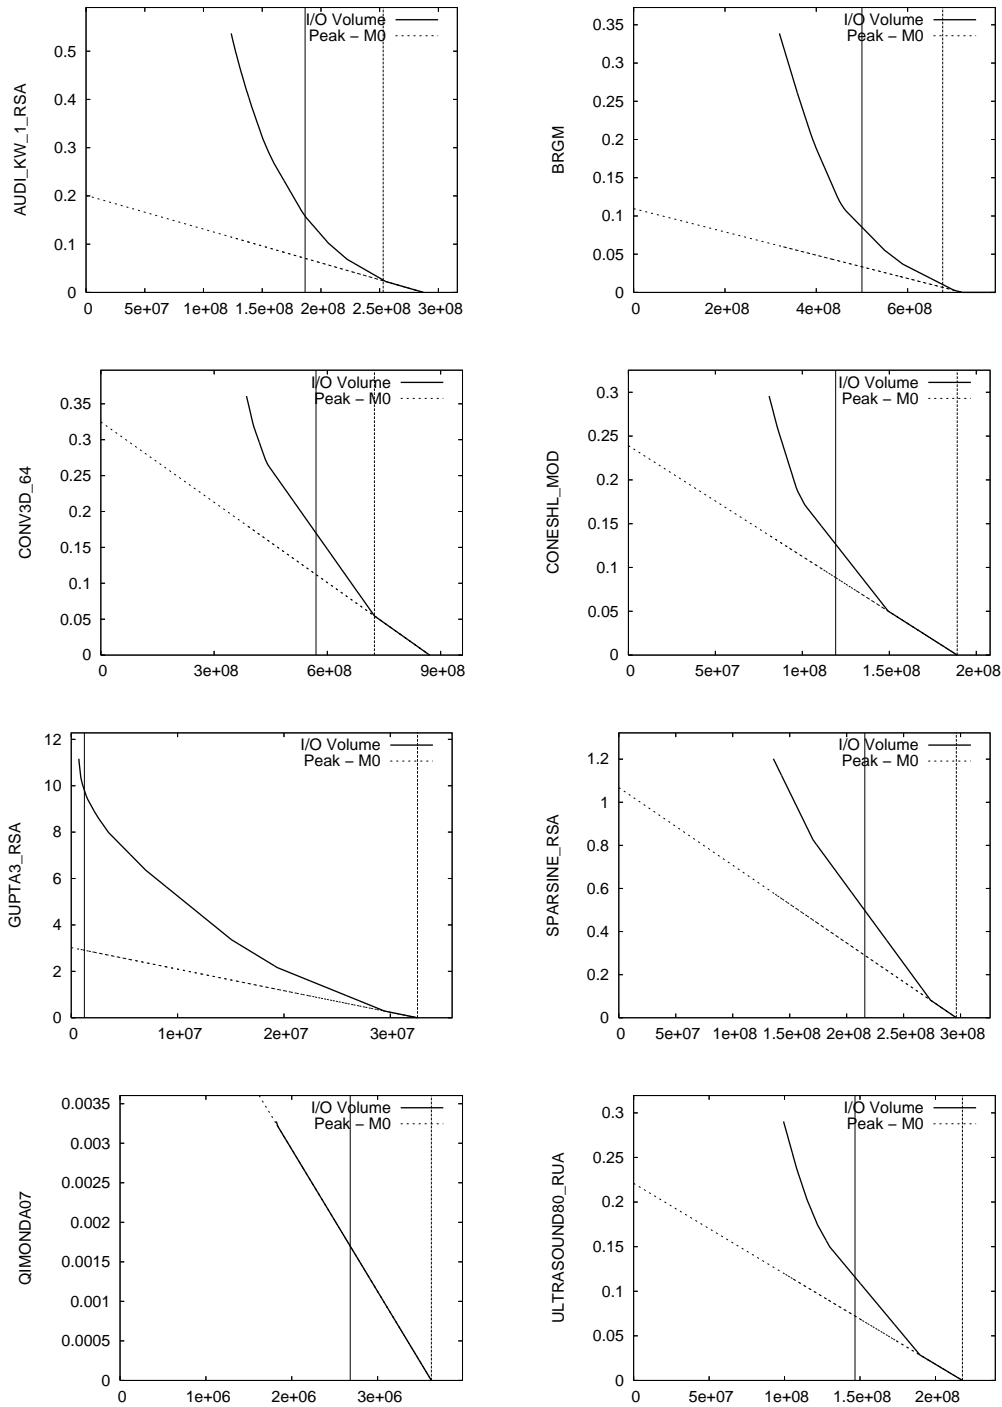 I/O Volume
Peak – M0
AUDI_KW_1_RSA
0.5
0.4
0.3
0.2
0.1
0
0 5e+07 1e+08 1.5e+08 2e+08 2.5e+08 3e+08
I/O Volume
Peak – M0
BRGM
0.35
0.3
0.25
0.2
0.15
0.1
0.05
0
0 2e+08 4e+08 6e+08
I/O Volume
Peak – M0
CONV3D_64
0.35
0.3
0.25
0.2
0.15
0.1
0.05
0
0 3e+08 6e+08 9e+08
I/O Volume
Peak – M0
CONESHL_MOD
0.3
0.25
0.2
0.15
0.1
0.05
0
0 5e+07 1e+08 1.5e+08 2e+08
I/O Volume
Peak – M0
GUPTA3_RSA
12
10
8
6
4
2
0
0 1e+07 2e+07 3e+07
I/O Volume
Peak – M0
SPARSINE_RSA
1.2
1
0.8
0.6
0.4
0.2
0
0 5e+07 1e+08 1.5e+08 2e+08 2.5e+08 3e+08
I/O Volume
Peak – M0
QIMONDA07
0.0035
0.003
0.0025
0.002
0.0015
0.001
0.0005
0
0 1e+06 2e+06 3e+06
I/O Volume
Peak – M0
ULTRASOUND80_RUA
0.3
0.25
0.2
0.15
0.1
0.05
0
0 5e+07 1e+08 1.5e+08 2e+08